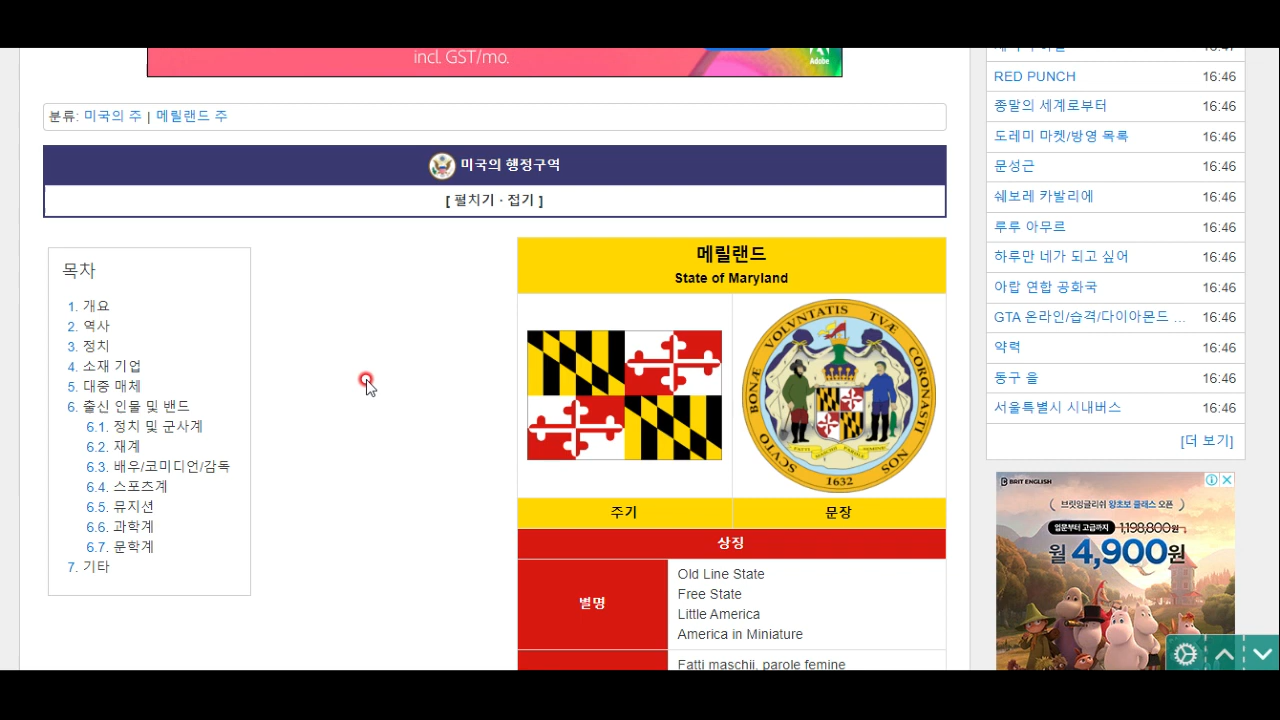 incl. GST/mo.
Adobe
분류: 미국의 주 | 메릴랜드 주
미국의 행정구역
[ 펼치기 · 접기 ]
목차
1. 개요
2. 역사
3. 정치
4. 소재 기업
5. 대중 매체
6. 출신 인물 및 밴드
6.1. 정치 및 군사계
6.2. 재계
6.3. 배우/코미디언/감독
6.4. 스포츠계
6.5. 뮤지션
6.6. 과학계
6.7. 문학계
7. 기타
메릴랜드
State of Maryland
SCVTO BONÆ VOLVNTATIS TVÆ CORONASTI NOS
FATTI MASCHII PAROLE FEMINE
1632
주기
문장
상징
별명
Old Line State
Free State
Little America
America in Miniature
Fatti maschii, parole femine
16:47
RED PUNCH 16:46
종말의 세계로부터 16:46
도레미 마켓/방영 목록 16:46
문성근 16:46
쉐보레 카발리에 16:46
루루 아무르 16:46
하루만 네가 되고 싶어 16:46
아랍 연합 공화국 16:46
GTA 온라인/습격/다이아몬드 ... 16:46
약력 16:46
동구 을 16:46
서울특별시 시내버스 16:46
[더 보기]
BRIT ENGLISH
브릿잉글리쉬 왕초보 클래스 오픈
입문부터 고급까지 1,198,800원
월 4,900원